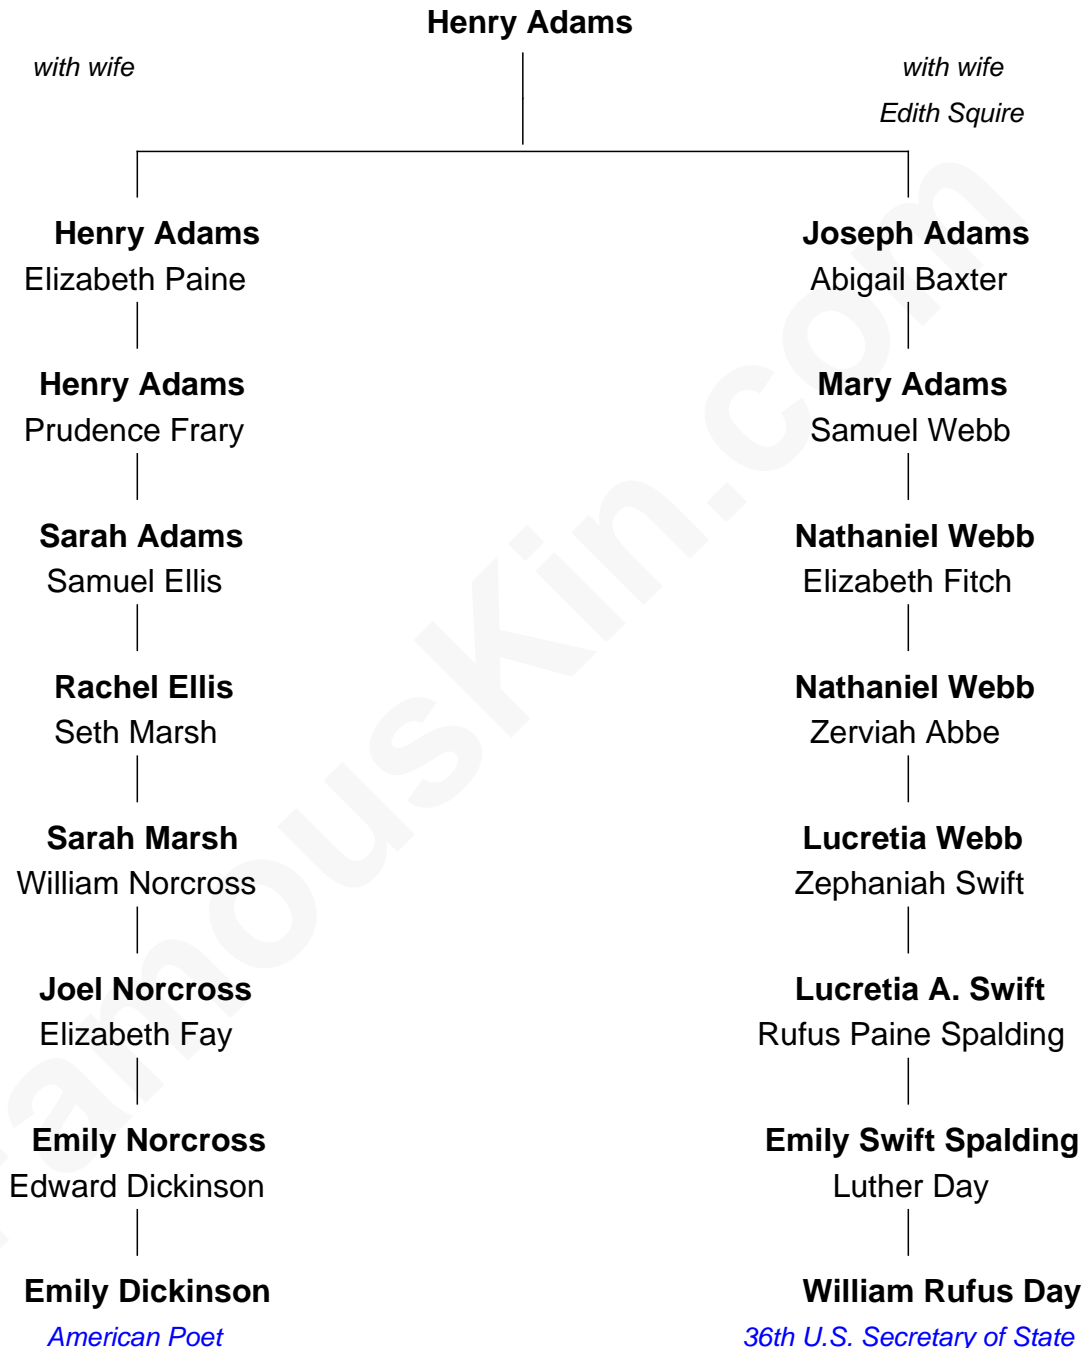 Henry Adams
with wife
with wife
Edith Squire
Henry Adams
Joseph Adams
Elizabeth Paine
Abigail Baxter
Henry Adams
Mary Adams
Prudence Frary
Samuel Webb
Sarah Adams
Nathaniel Webb
Samuel Ellis
Elizabeth Fitch
Rachel Ellis
Nathaniel Webb
Seth Marsh
Zerviah Abbe
Sarah Marsh
Lucretia Webb
William Norcross
Zephaniah Swift
Joel Norcross
Lucretia A. Swift
Elizabeth Fay
Rufus Paine Spalding
Emily Norcross
Emily Swift Spalding
Edward Dickinson
Luther Day
Emily Dickinson
William Rufus Day
American Poet
36th U.S. Secretary of State
FamousKin.com